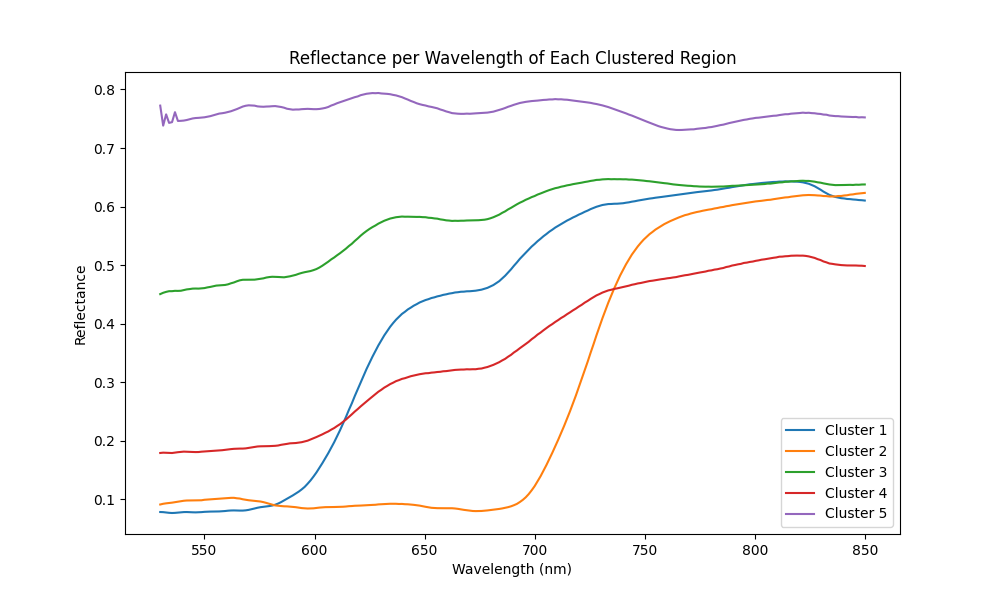 Reflectance per Wavelength of Each Clustered Region
0.8
0.7
0.6
0.5
0.4
0.3
0.2
0.1
Reflectance
550 600 650 700 750 800 850
Wavelength (nm)
Cluster 1
Cluster 2
Cluster 3
Cluster 4
Cluster 5